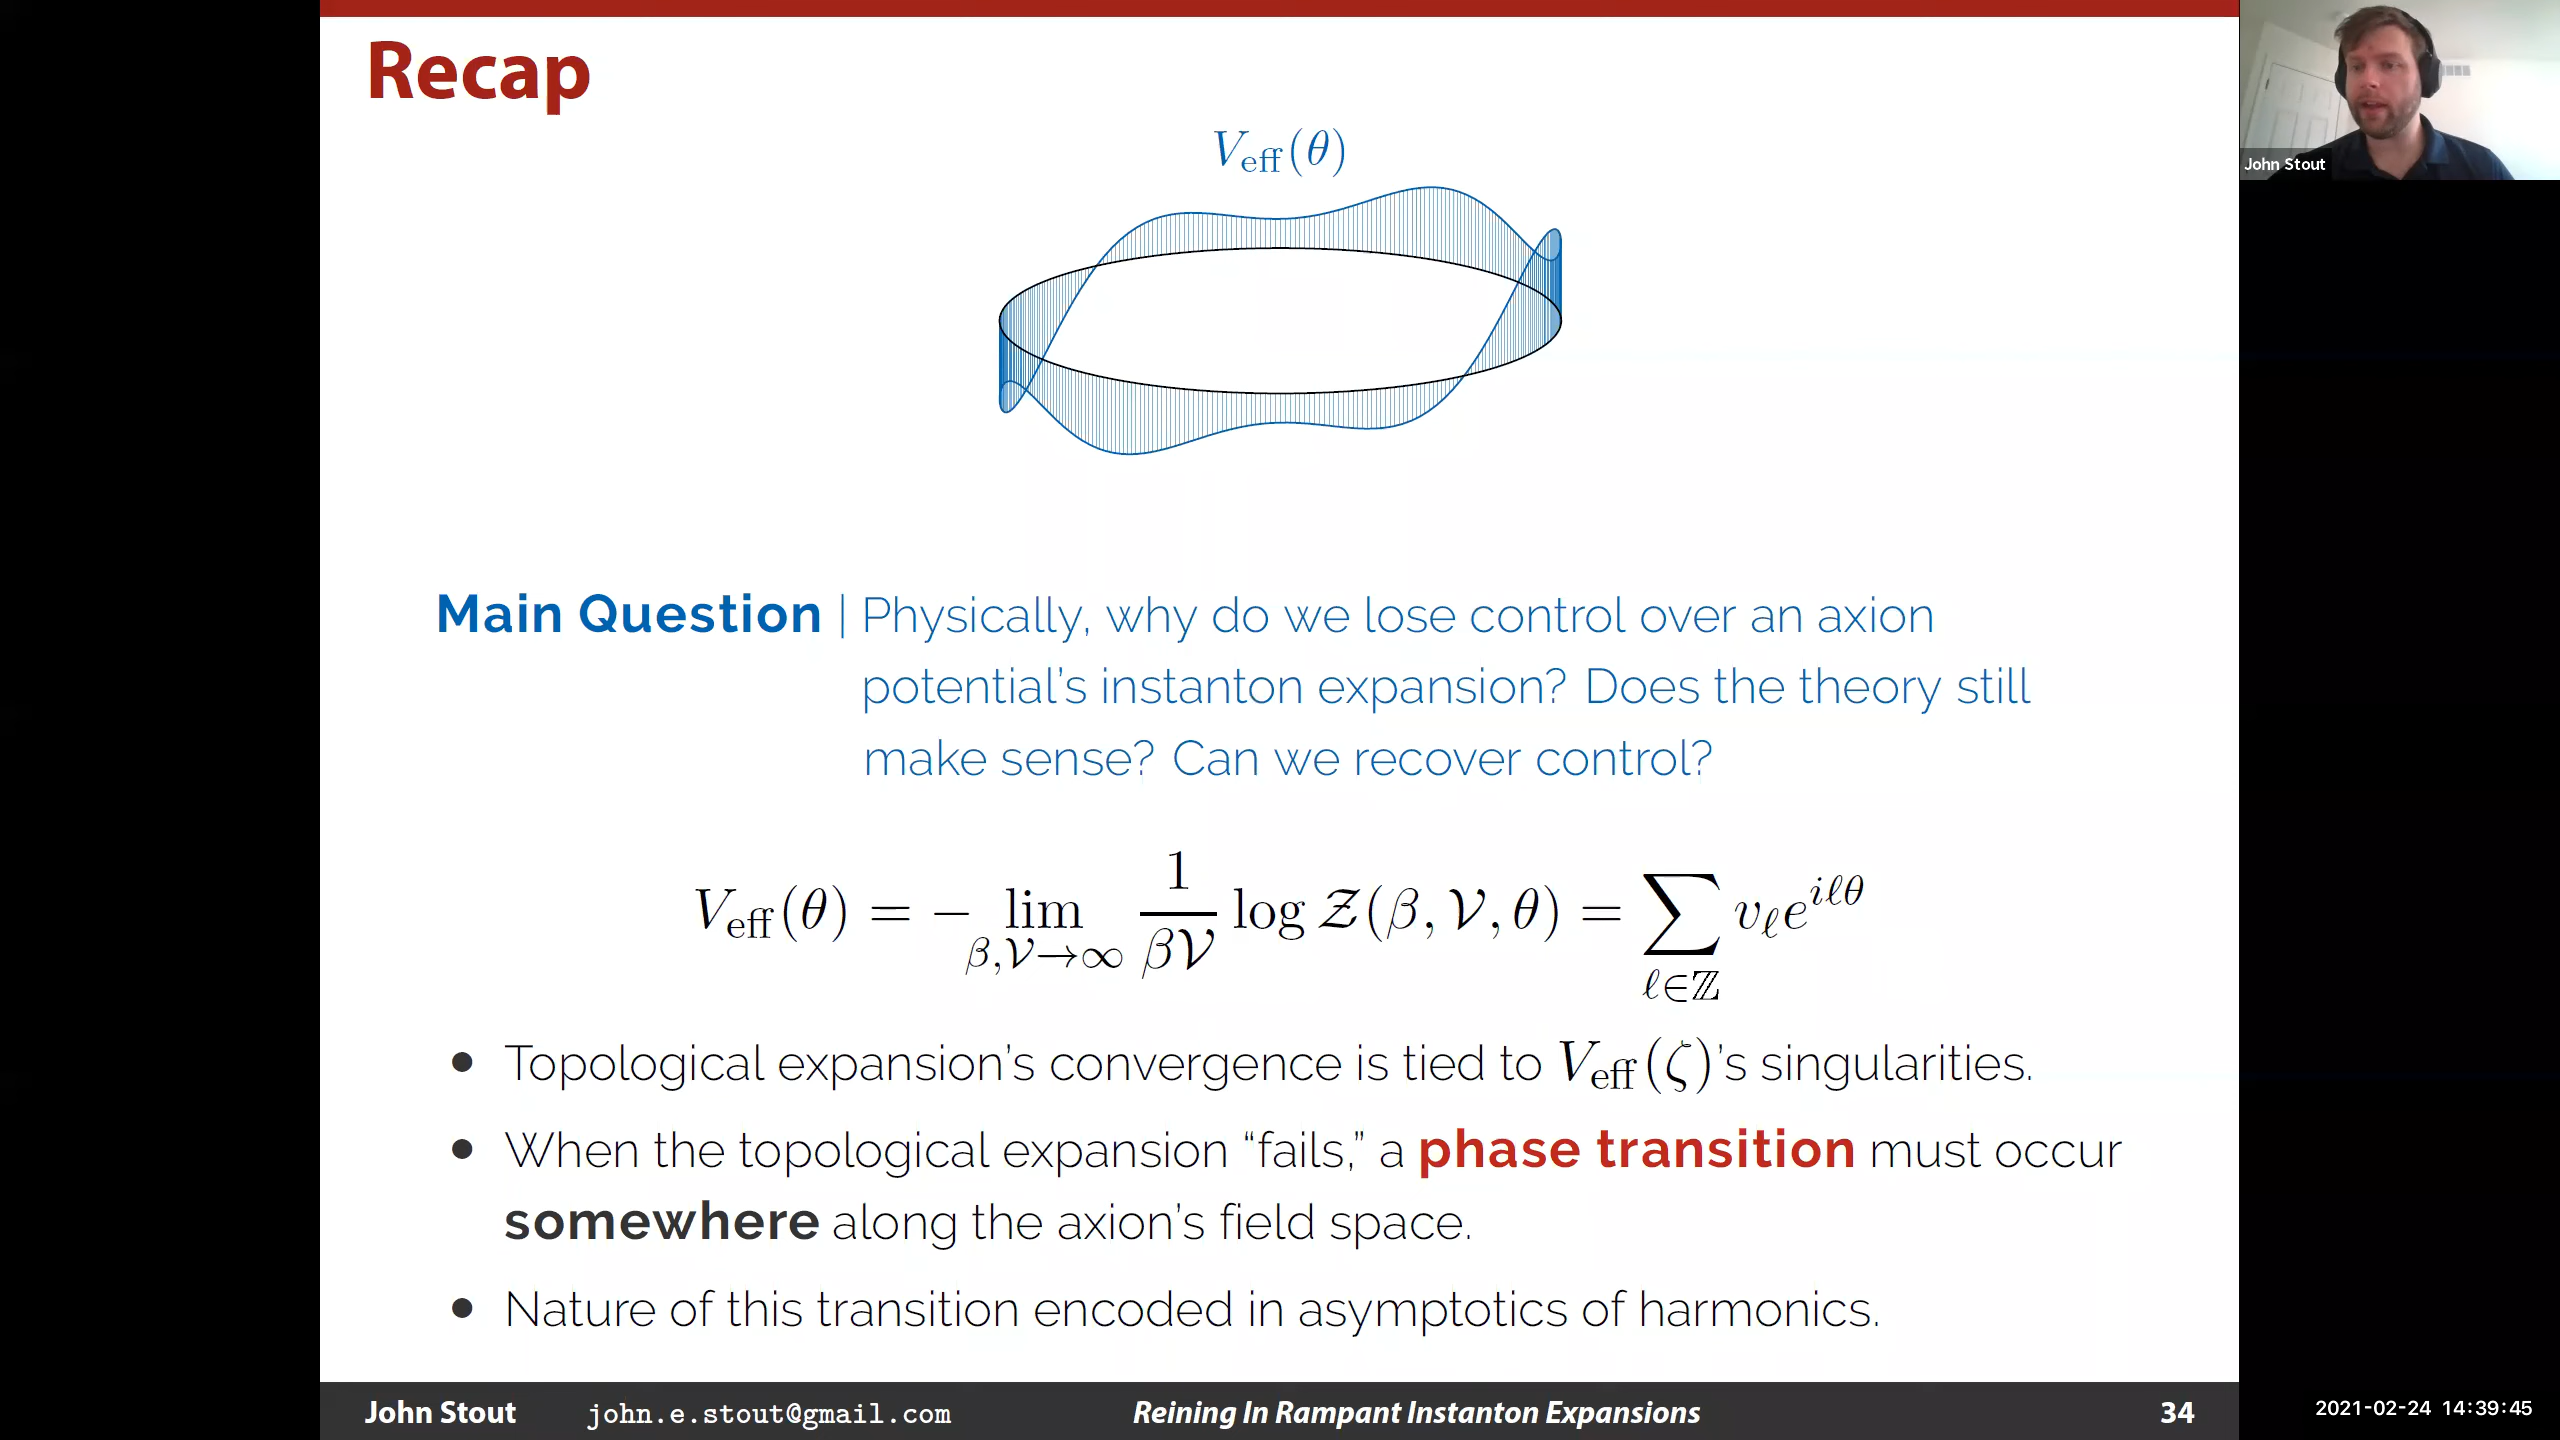 Recap
V_eff(θ)
John Stout
Main Question | Physically, why do we lose control over an axion
potential's instanton expansion? Does the theory still
make sense? Can we recover control?
V_eff(θ) = − lim_{β,𝒱→∞} 1/(β𝒱) log 𝒵(β, 𝒱, θ) = ∑_{ℓ∈ℤ} v_ℓ e^{iℓθ}
• Topological expansion's convergence is tied to V_eff(ζ)'s singularities.
• When the topological expansion “fails,” a phase transition must occur
somewhere along the axion's field space.
• Nature of this transition encoded in asymptotics of harmonics.
John Stout john.e.stout@gmail.com Reining In Rampant Instanton Expansions 34
2021-02-24 14:39:45